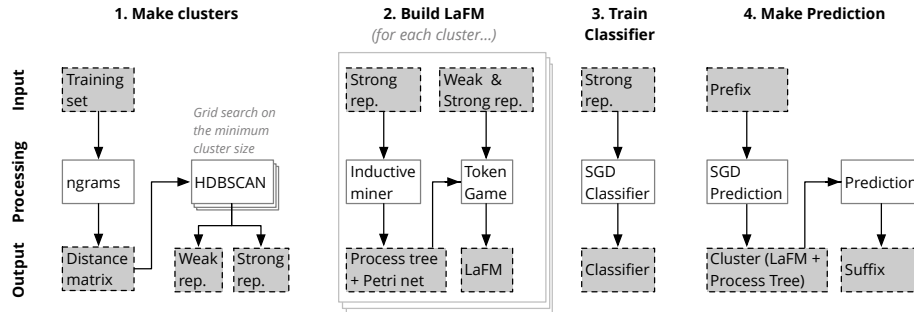 1. Make clusters
2. Build LaFM
(for each cluster...)
3. Train
Classifier
4. Make Prediction
Input
Training
set
Grid search on
the minimum
cluster size
Strong
rep.
Weak &
Strong rep.
Strong
rep.
Prefix
Processing
ngrams
HDBSCAN
Inductive
miner
Token
Game
SGD
Classifier
SGD
Prediction
Prediction
Output
Distance
matrix
Weak
rep.
Strong
rep.
Process tree
+ Petri net
LaFM
Classifier
Cluster (LaFM +
Process Tree)
Suffix